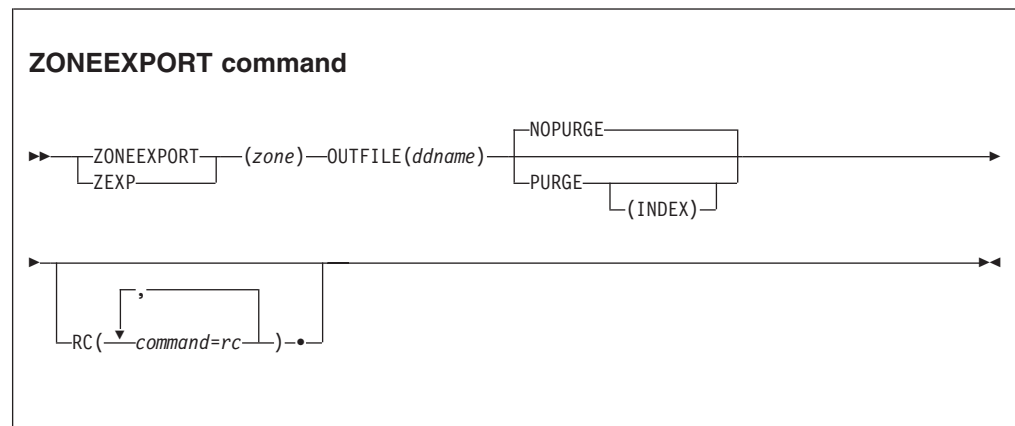 ZONEEXPORT command
NOPURGE
ZONEEXPORT (zone) OUTFILE(ddname)
ZEXP PURGE
(INDEX)
,
RC( command=rc ) •